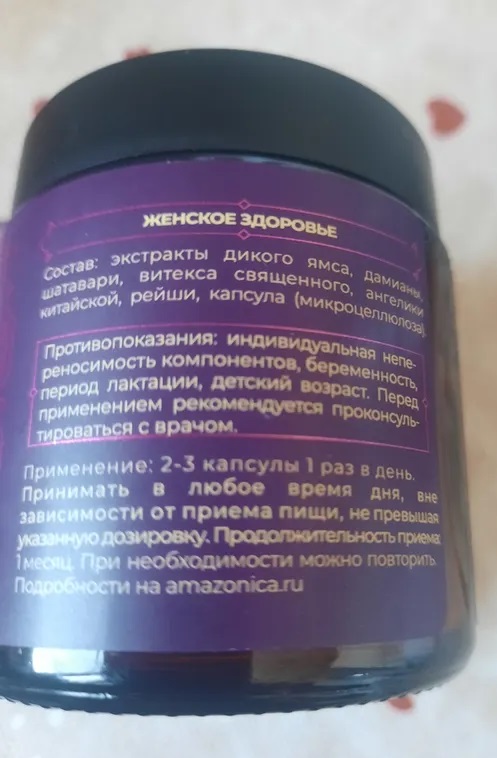 ЖЕНСКОЕ ЗДОРОВЬЕ
Состав: экстракты дикого ямса, дамианы,
шатавари, витекса священного, ангелики
китайской, рейши, капсула (микроцеллюлоза)
Противопоказания: индивидуальная непе-
реносимость компонентов, беременность,
период лактации, детский возраст. Перед
применением рекомендуется проконсуль-
тироваться с врачом.
Применение: 2-3 капсулы 1 раз в день.
Принимать в любое время дня, вне
зависимости от приема пищи, не превышая
указанную дозировку. Продолжительность приема:
1 месяц. При необходимости можно повторить.
Подробности на amazonica.ru